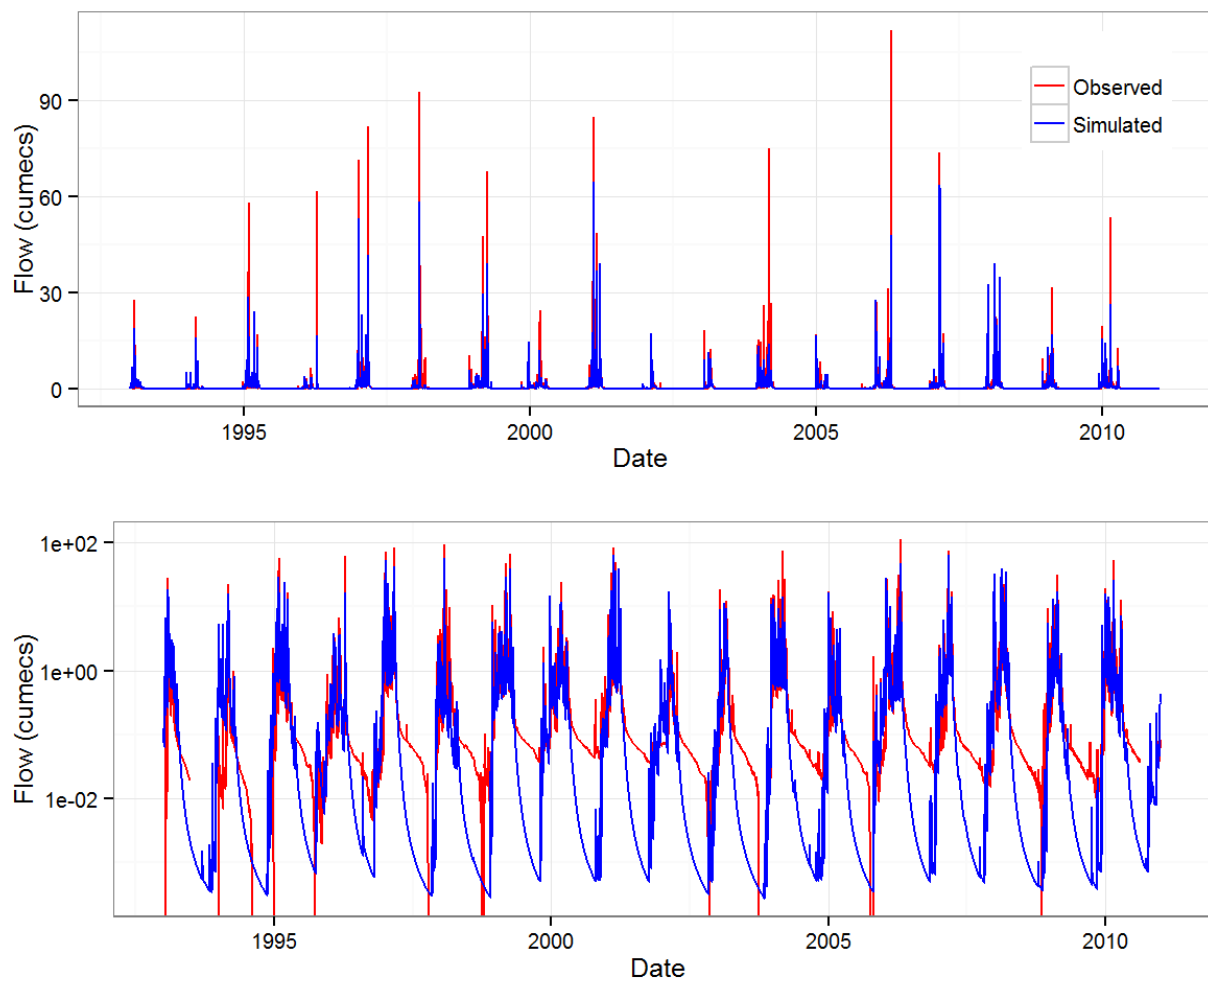 Flow (cumecs)
90
60
30
0
Observed
Simulated
1995
2000
2005
2010
Date
Flow (cumecs)
1e+02
1e+00
1e-02
1995
2000
2005
2010
Date